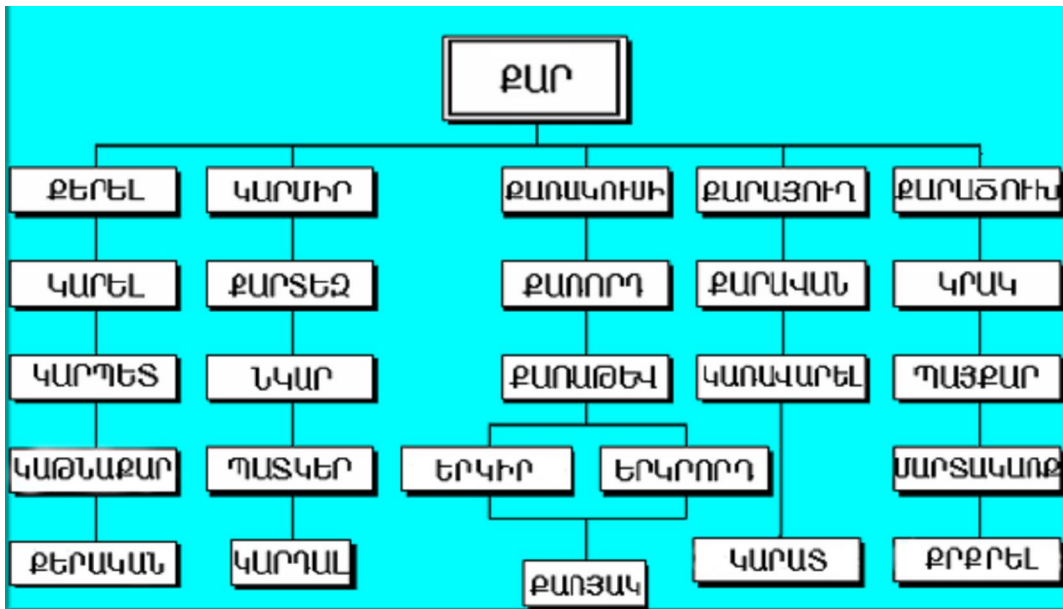 ՔԱՐ
ՔԵՐԵԼ ԿԱՐՄԻՐ ՔԱՌԱԿՈՒՍԻ ՔԱՐԱՅՈՒՂ ՔԱՐԱԾՈՒԽ
ԿԱՐԵԼ ՔԱՐՏԵԶ ՔԱՌՈՐԴ ՔԱՐԱՎԱՆ ԿՐԱԿ
ԿԱՐՊԵՏ ՆԿԱՐ ՔԱՌԱԹԵՎ ԿԱՌԱՎԱՐԵԼ ՊԱՅՔԱՐ
ԿԱԹՆԱՔԱՐ ՊԱՏԿԵՐ ԵՐԿԻՐ ԵՐԿՐՈՐԴ ՄԱՐՏԱԿԱՌՔ
ՔԵՐԱԿԱՆ ԿԱՐԴԱԼ ՔԱՌՅԱԿ ԿԱՐԱՏ ՔՐՔՐԵԼ